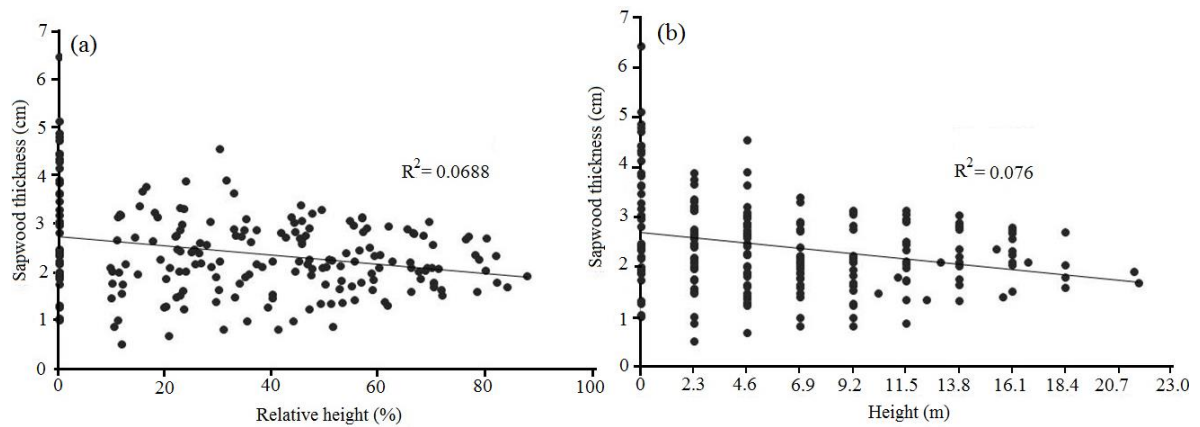 (a)
Sapwood thickness (cm)
7
6
5
4
3
2
1
0
R²= 0.0688
0 20 40 60 80 100
Relative height (%)
(b)
Sapwood thickness (cm)
7
6
5
4
3
2
1
0
R²= 0.076
0 2.3 4.6 6.9 9.2 11.5 13.8 16.1 18.4 20.7 23.0
Height (m)